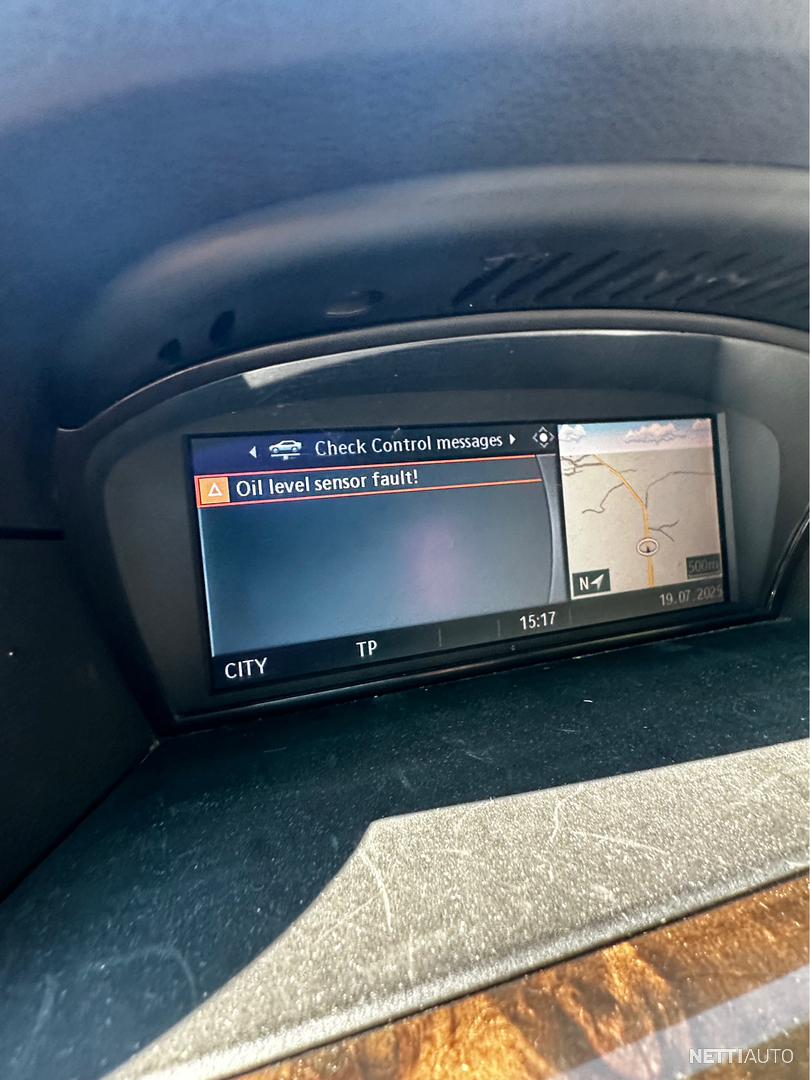 Check Control messages
Oil level sensor fault!
N
500m
19.07.2025
15:17
TP
CITY
NETTIAUTO